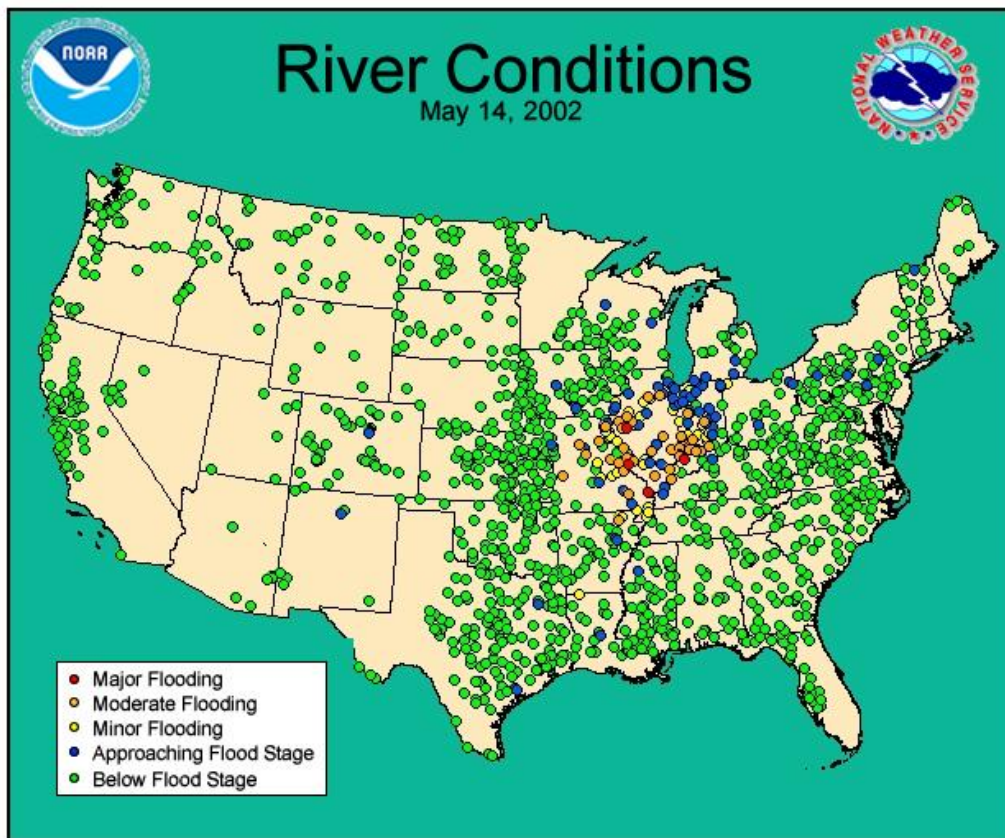 NOAA
River Conditions
May 14, 2002
NATIONAL WEATHER SERVICE
Major Flooding
Moderate Flooding
Minor Flooding
Approaching Flood Stage
Below Flood Stage